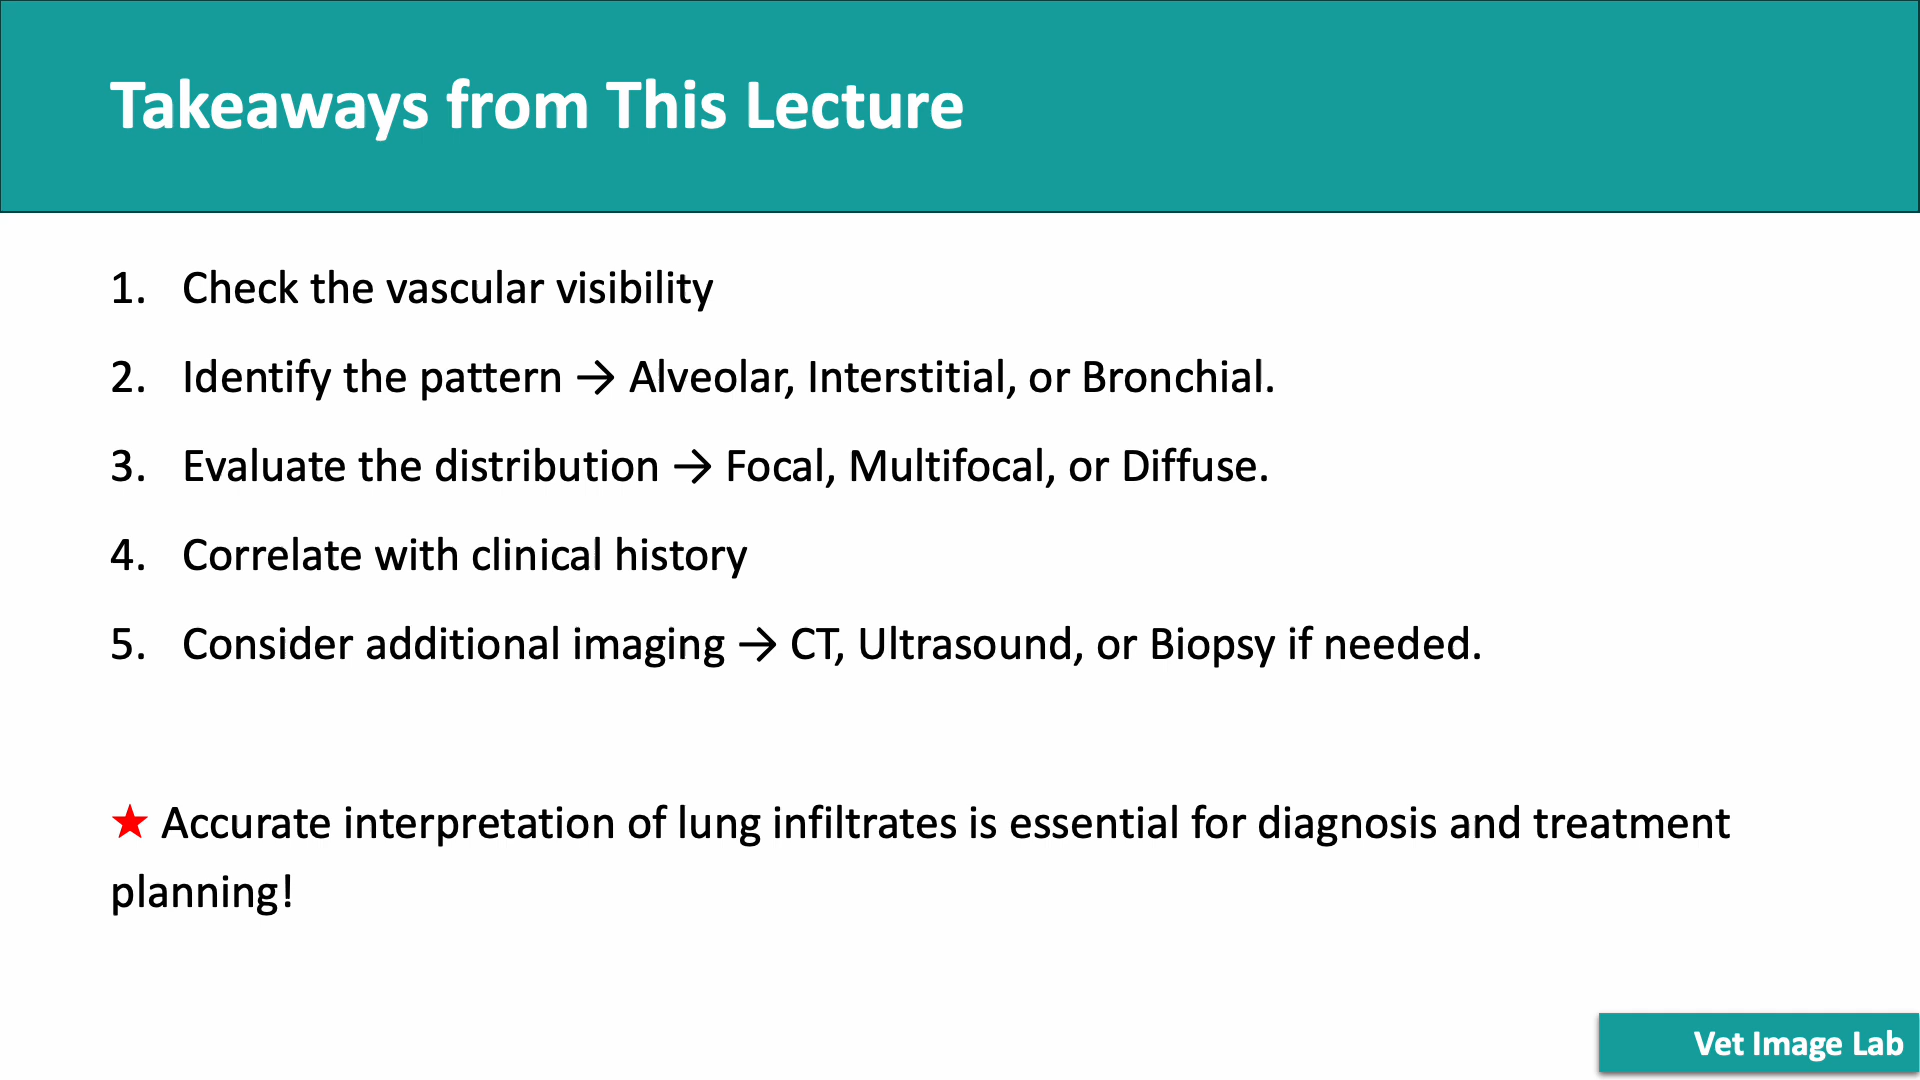 Takeaways from This Lecture
1. Check the vascular visibility
2. Identify the pattern → Alveolar, Interstitial, or Bronchial.
3. Evaluate the distribution → Focal, Multifocal, or Diffuse.
4. Correlate with clinical history
5. Consider additional imaging → CT, Ultrasound, or Biopsy if needed.
★ Accurate interpretation of lung infiltrates is essential for diagnosis and treatment
planning!
Vet Image Lab